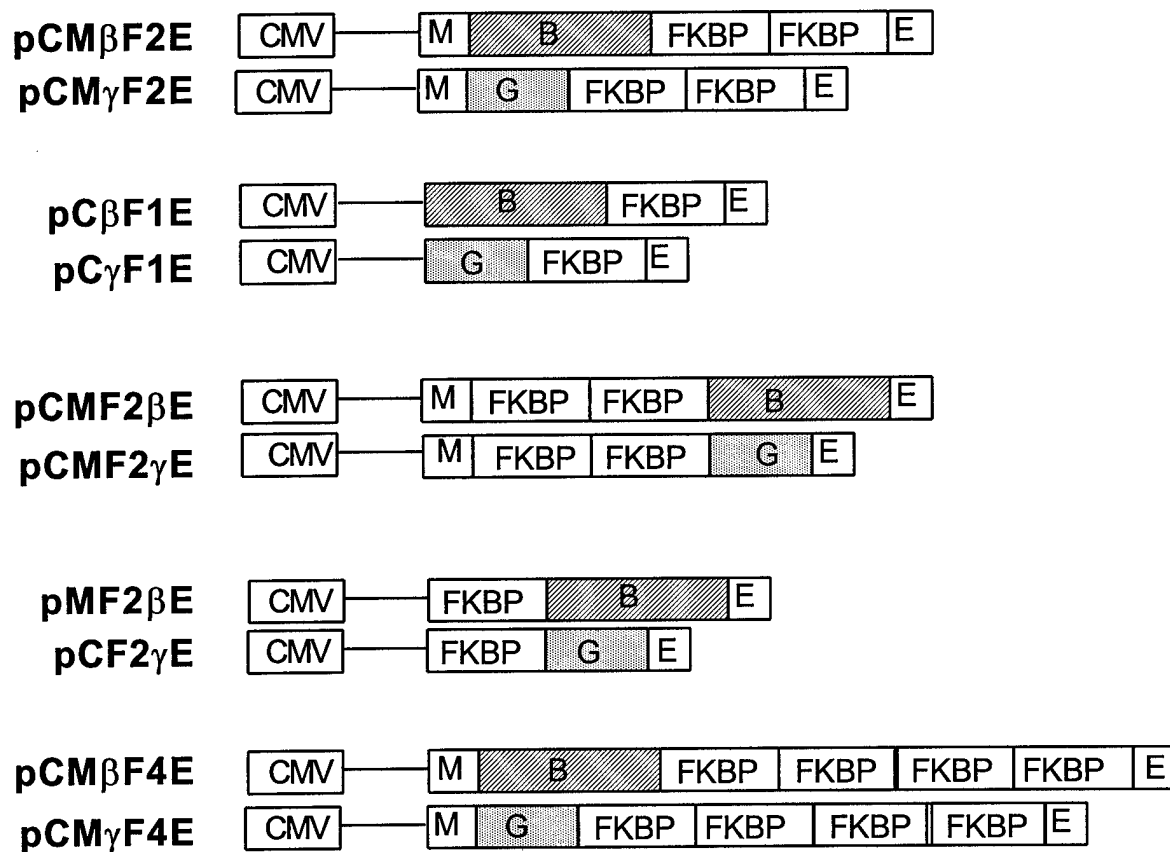 pCMβF2E CMV M B FKBP FKBP E
pCMγF2E CMV M G FKBP FKBP E
pCβF1E CMV B FKBP E
pCγF1E CMV G FKBP E
pCMF2βE CMV M FKBP FKBP B E
pCMF2γE CMV M FKBP FKBP G E
pMF2βE CMV FKBP B E
pCF2γE CMV FKBP G E
pCMβF4E CMV M B FKBP FKBP FKBP FKBP E
pCMγF4E CMV M G FKBP FKBP FKBP FKBP E